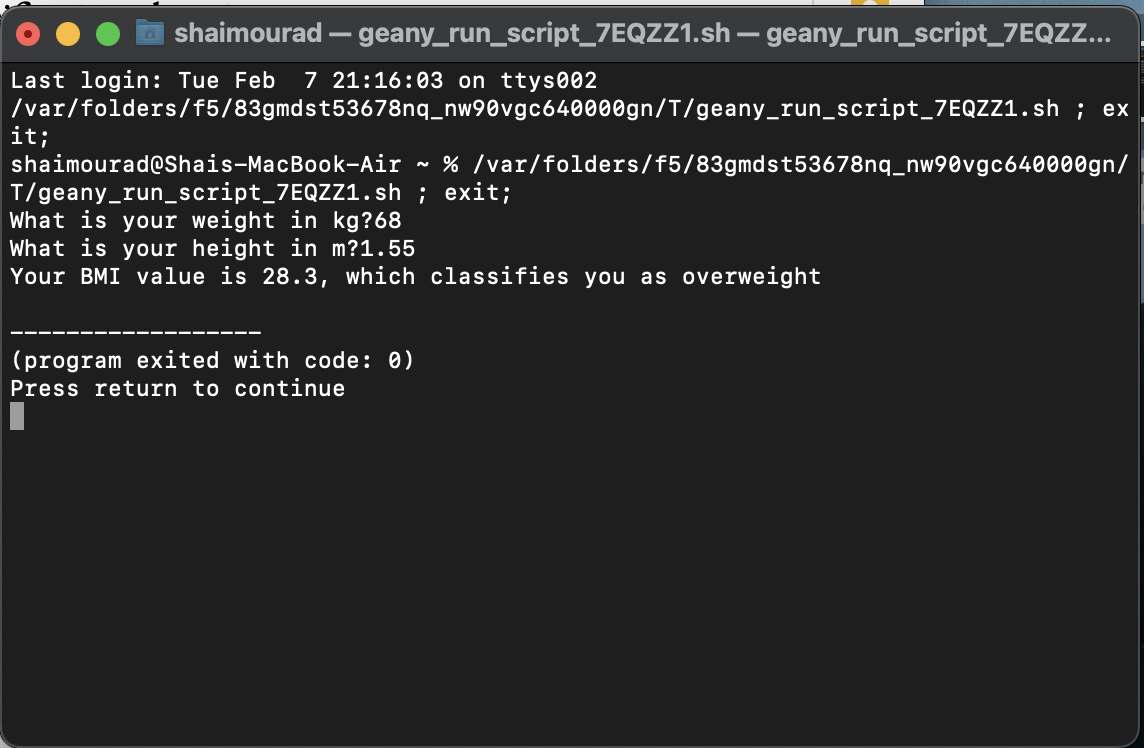 shaimourad — geany_run_script_7EQZZ1.sh — geany_run_script_7EQZZ...
Last login: Tue Feb  7 21:16:03 on ttys002
/var/folders/f5/83gmdst53678nq_nw90vgc640000gn/T/geany_run_script_7EQZZ1.sh ; ex
it;
shaimourad@Shais-MacBook-Air ~ % /var/folders/f5/83gmdst53678nq_nw90vgc640000gn/
T/geany_run_script_7EQZZ1.sh ; exit;
What is your weight in kg?68
What is your height in m?1.55
Your BMI value is 28.3, which classifies you as overweight
------------------
(program exited with code: 0)
Press return to continue